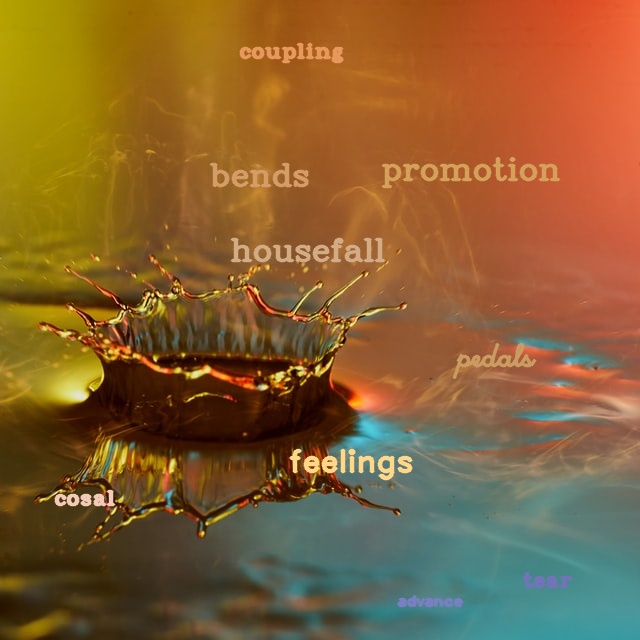 coupling
promotion
bends
housefall
pedals
feelings
cosal
tear
advance